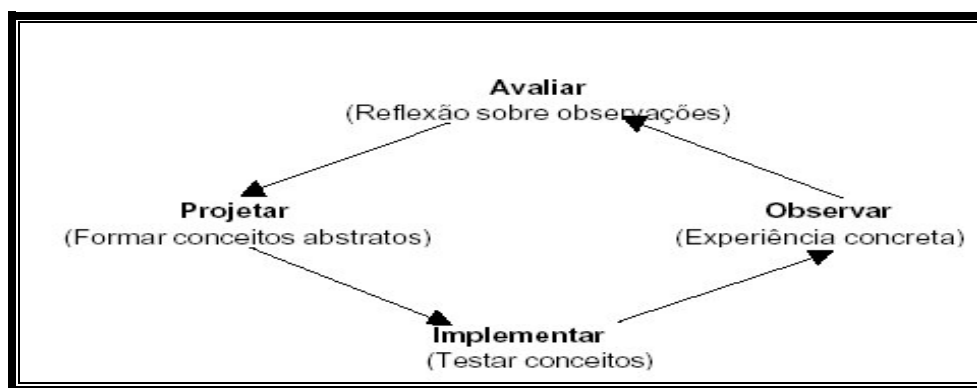 Avaliar
(Reflexão sobre observações)
Projetar
(Formar conceitos abstratos)
Observar
(Experiência concreta)
Implementar
(Testar conceitos)